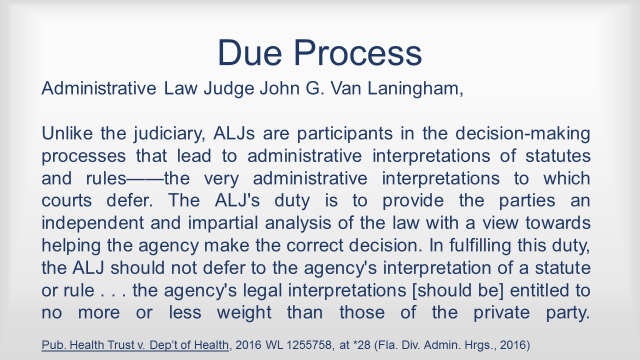 Due Process
Administrative Law Judge John G. Van Laningham,
Unlike the judiciary, ALJs are participants in the decision-making
processes that lead to administrative interpretations of statutes
and rules——the very administrative interpretations to which
courts defer. The ALJ's duty is to provide the parties an
independent and impartial analysis of the law with a view towards
helping the agency make the correct decision. In fulfilling this duty,
the ALJ should not defer to the agency's interpretation of a statute
or rule . . . the agency's legal interpretations [should be] entitled to
no more or less weight than those of the private party.
Pub. Health Trust v. Dep't of Health, 2016 WL 1255758, at *28 (Fla. Div. Admin. Hrgs., 2016)